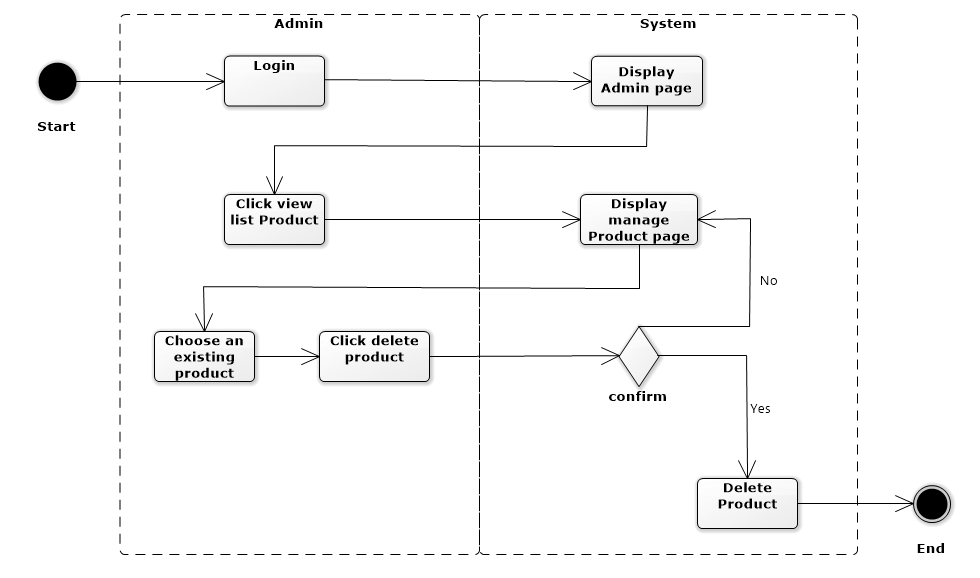 Admin
System
Login
Display
Admin page
Start
Click view
list Product
Display
manage
Product page
No
Choose an
existing
product
Click delete
product
confirm
Yes
Delete
Product
End